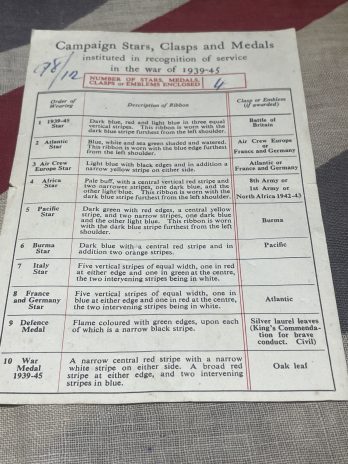 Campaign Stars, Clasps and Medals
instituted in recognition of service
in the war of 1939-45
NUMBER OF STARS, MEDALS,
CLASPS or EMBLEMS ENCLOSED
4
Order of
Wearing
Description of Ribbon
Clasp or Emblem
(if awarded)
1 1939-45
Star
Dark blue, red and light blue in three equal
vertical stripes. This ribbon is worn with the
dark blue stripe furthest from the left shoulder.
Battle of
Britain
2 Atlantic
Star
Blue, white and sea green shaded and watered.
This ribbon is worn with the blue edge furthest
from the left shoulder.
Air Crew Europe
or
France and Germany
3 Air Crew
Europe Star
Light blue with black edges and in addition a
narrow yellow stripe on either side.
Atlantic or
France and Germany
4 Africa
Star
Pale buff, with a central vertical red stripe and
two narrower stripes, one dark blue, and the
other light blue. This ribbon is worn with the
dark blue stripe furthest from the left shoulder.
8th Army or
1st Army or
North Africa 1942-43
5 Pacific
Star
Dark green with red edges, a central yellow
stripe, and two narrow stripes, one dark blue
and the other light blue. This ribbon is worn
with the dark blue stripe furthest from the left
shoulder.
Burma
6 Burma
Star
Dark blue with a central red stripe and in
addition two orange stripes.
Pacific
7 Italy
Star
Five vertical stripes of equal width, one in red
at either edge and one in green at the centre,
the two intervening stripes being in white.
8 France
and Germany
Star
Five vertical stripes of equal width, one in
blue at either edge and one in red at the centre,
the two intervening stripes being in white.
Atlantic
9 Defence
Medal
Flame coloured with green edges, upon each
of which is a narrow black stripe.
Silver laurel leaves
(King's Commenda-
tion for brave
conduct. Civil)
10 War
Medal
1939-45
A narrow central red stripe with a narrow
white stripe on either side. A broad red
stripe at either edge, and two intervening
stripes in blue.
Oak leaf